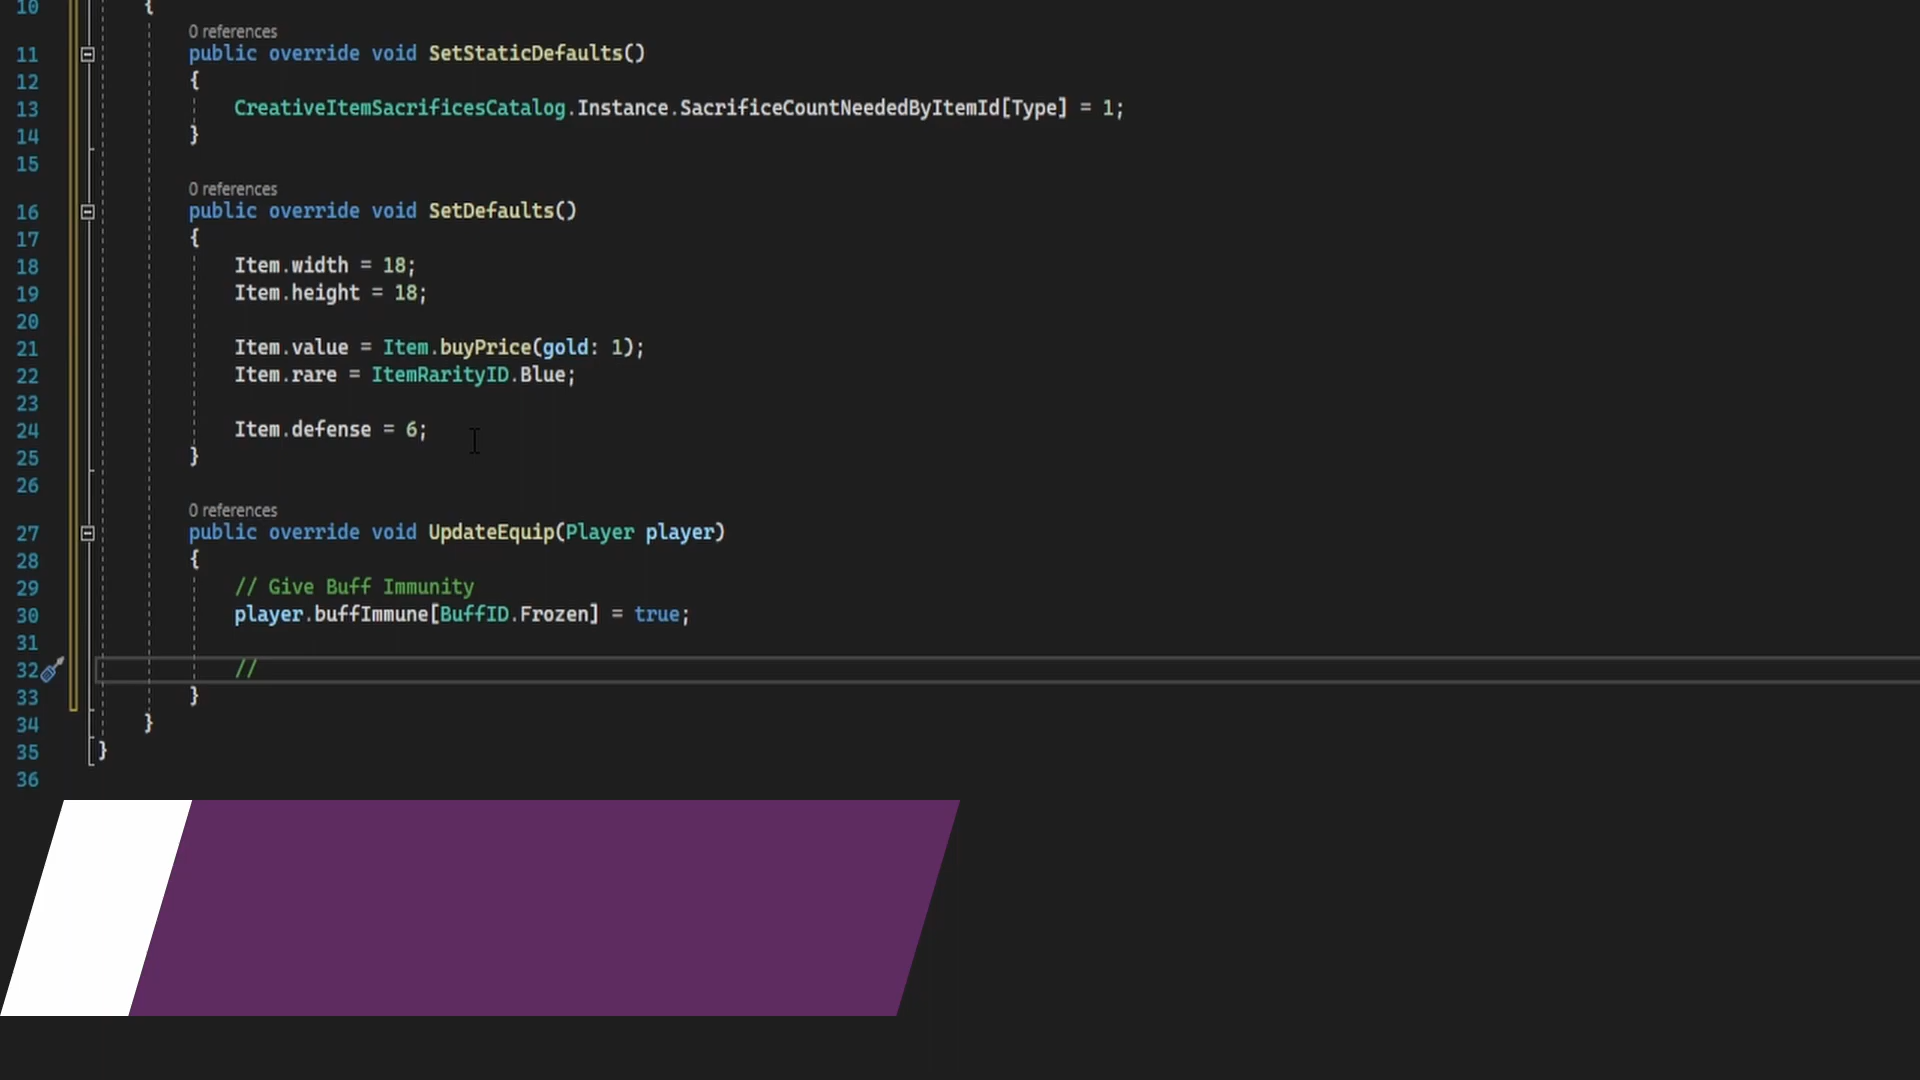 10 {
0 references
11 public override void SetStaticDefaults()
12 {
13 CreativeItemSacrificesCatalog.Instance.SacrificeCountNeededByItemId[Type] = 1;
14 }
15
0 references
16 public override void SetDefaults()
17 {
18 Item.width = 18;
19 Item.height = 18;
20
21 Item.value = Item.buyPrice(gold: 1);
22 Item.rare = ItemRarityID.Blue;
23
24 Item.defense = 6;
25 }
26
0 references
27 public override void UpdateEquip(Player player)
28 {
29 // Give Buff Immunity
30 player.buffImmune[BuffID.Frozen] = true;
31
32 //
33 }
34 }
35 }
36